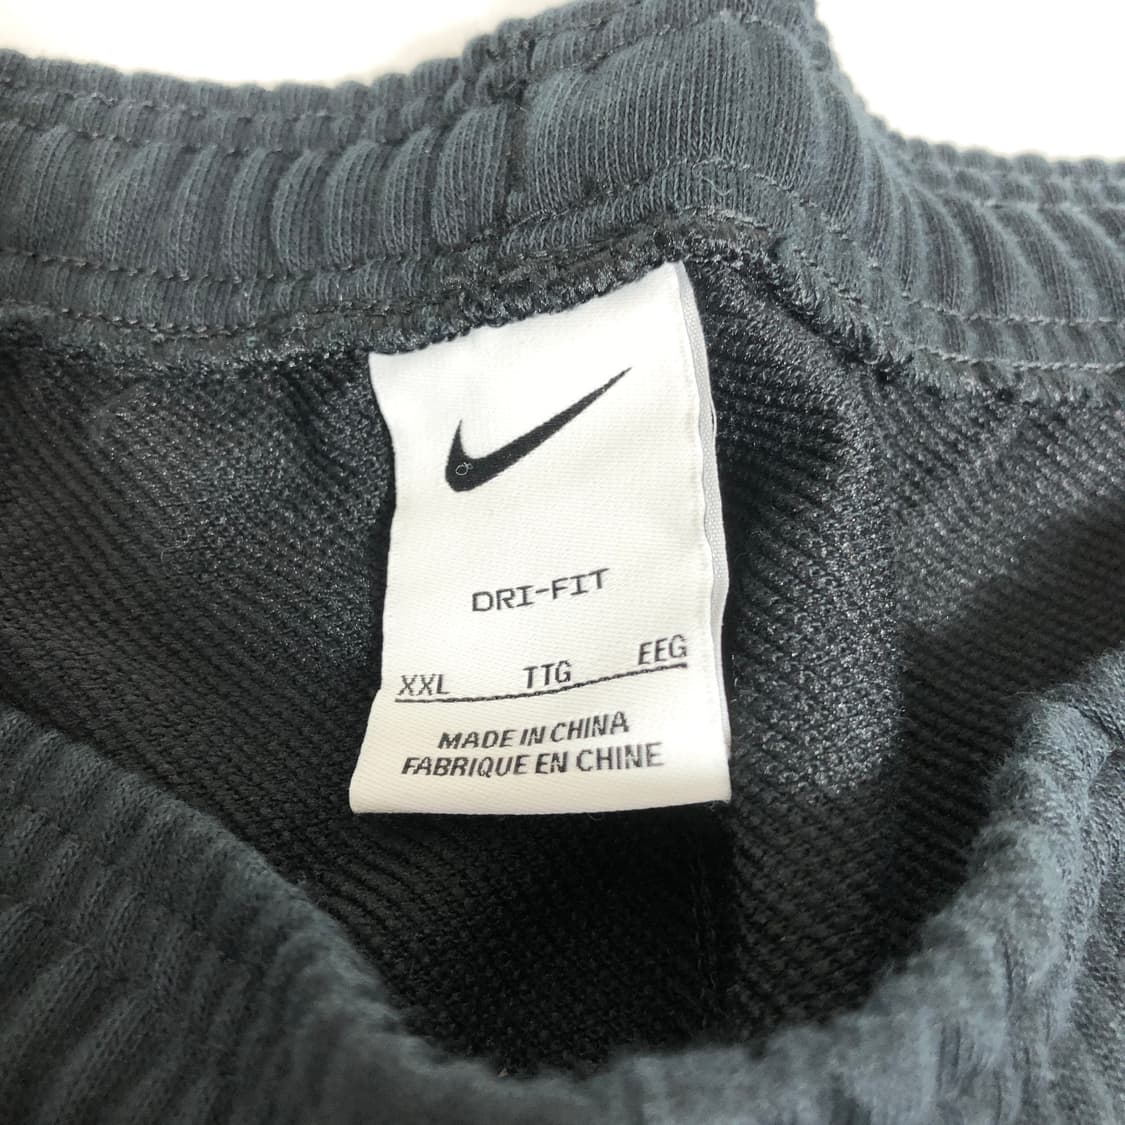 DRI-FIT
XXL TTG EEG
MADE IN CHINA
FABRIQUE EN CHINE